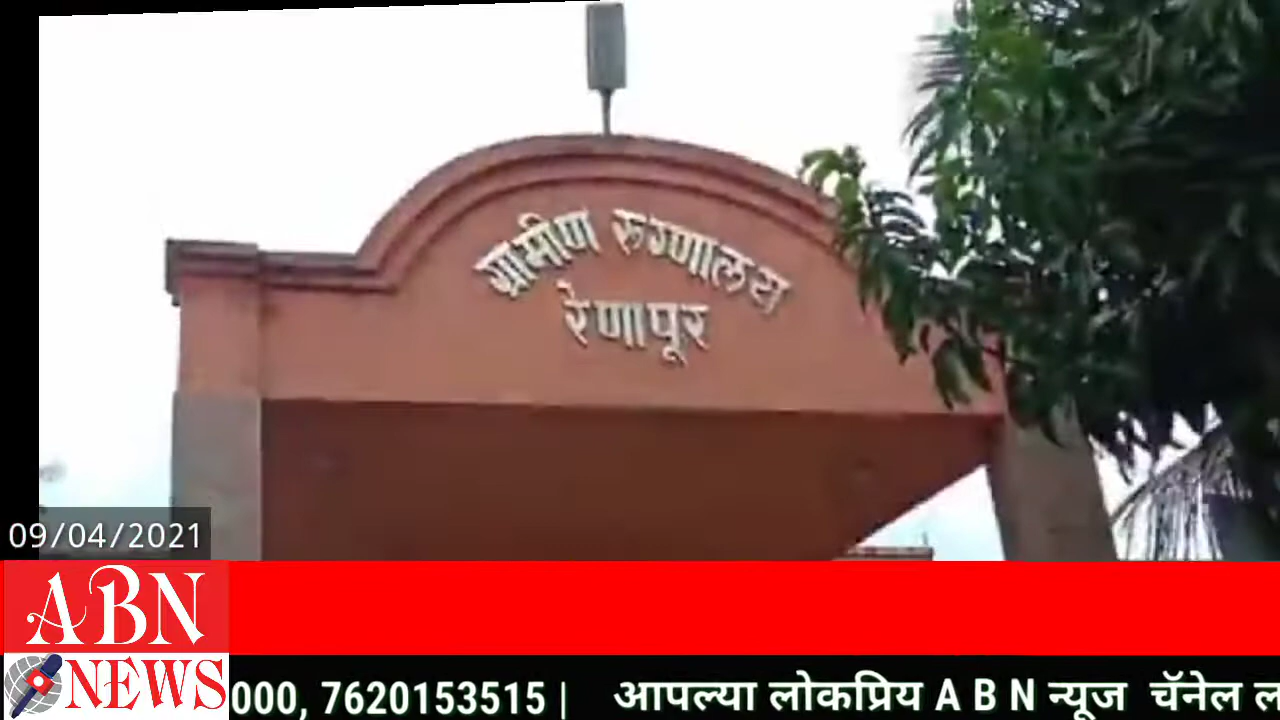 ग्रामीण रुग्णालय
रेणापूर
09/04/2021
ABN
NEWS
000, 7620153515 | आपल्या लोकप्रिय A B N न्यूज चॅनेल ल